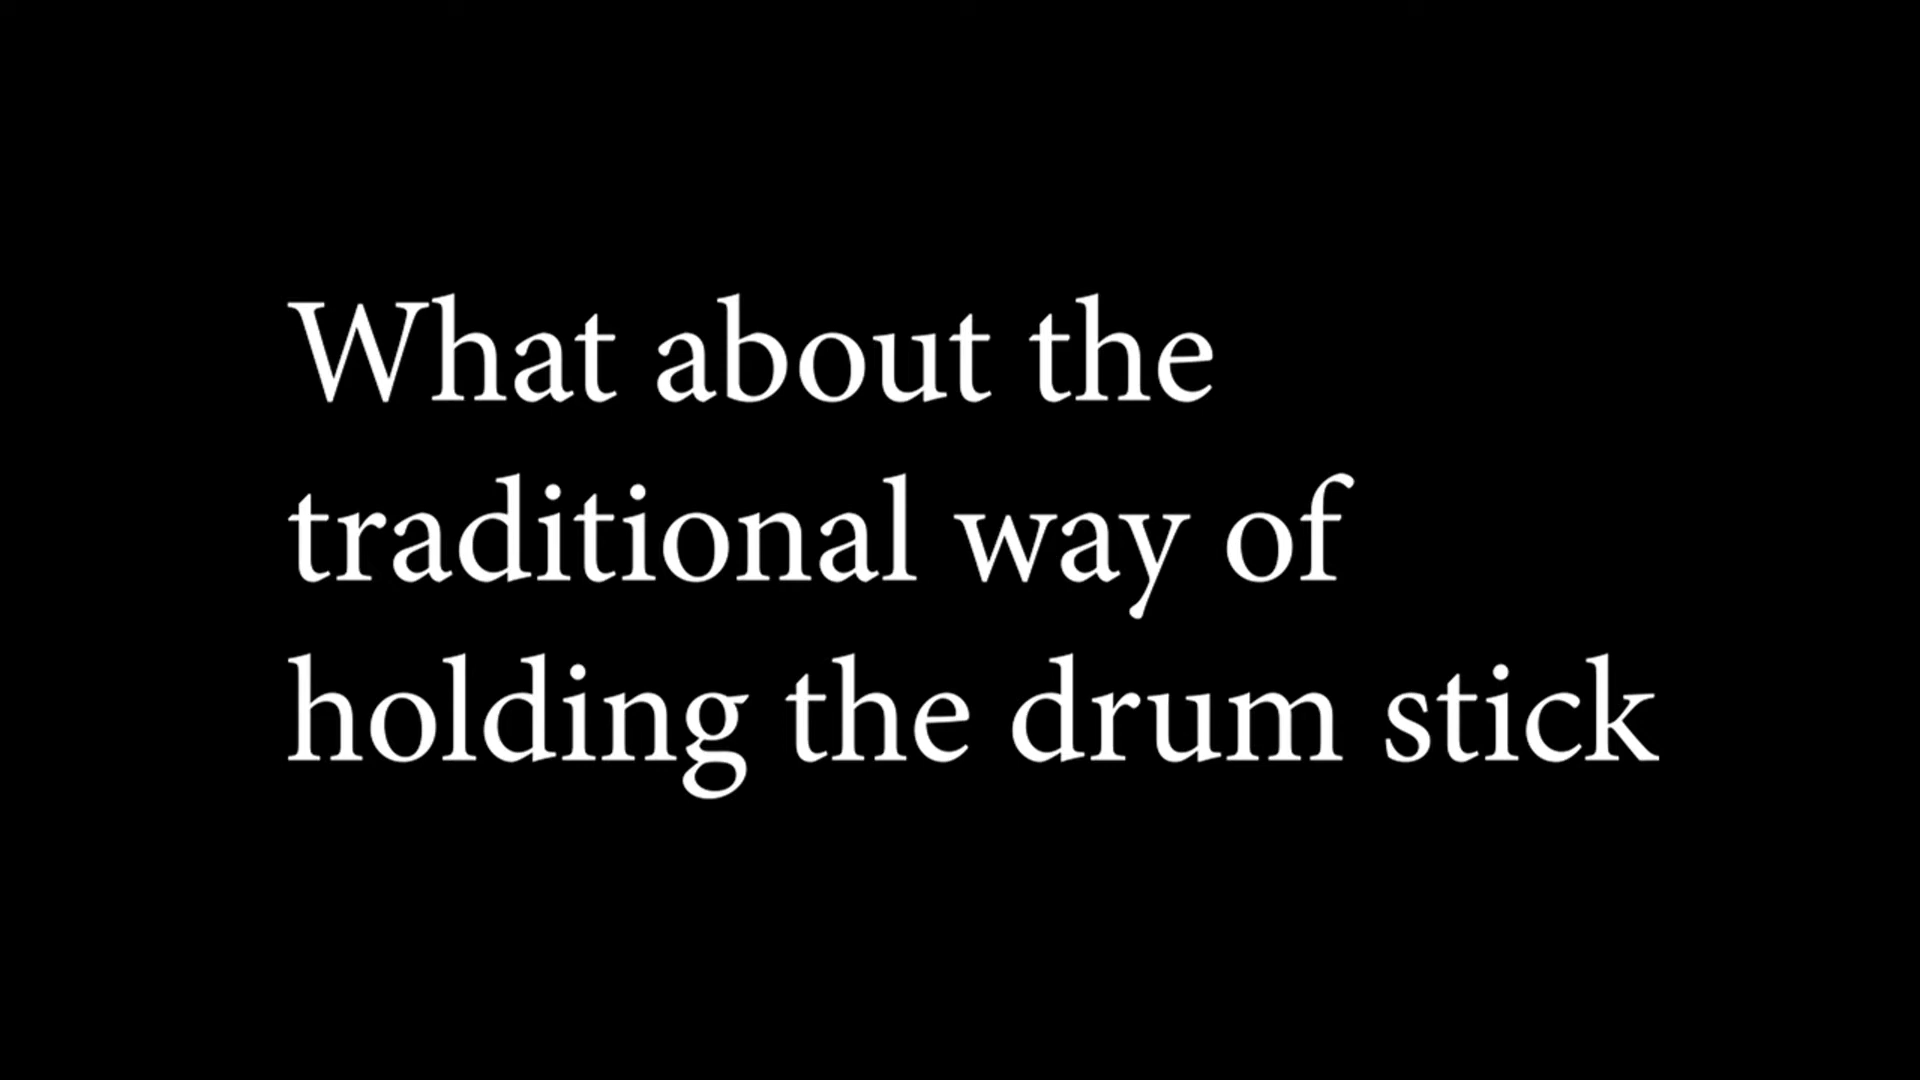 What about the
traditional way of
holding the drum stick